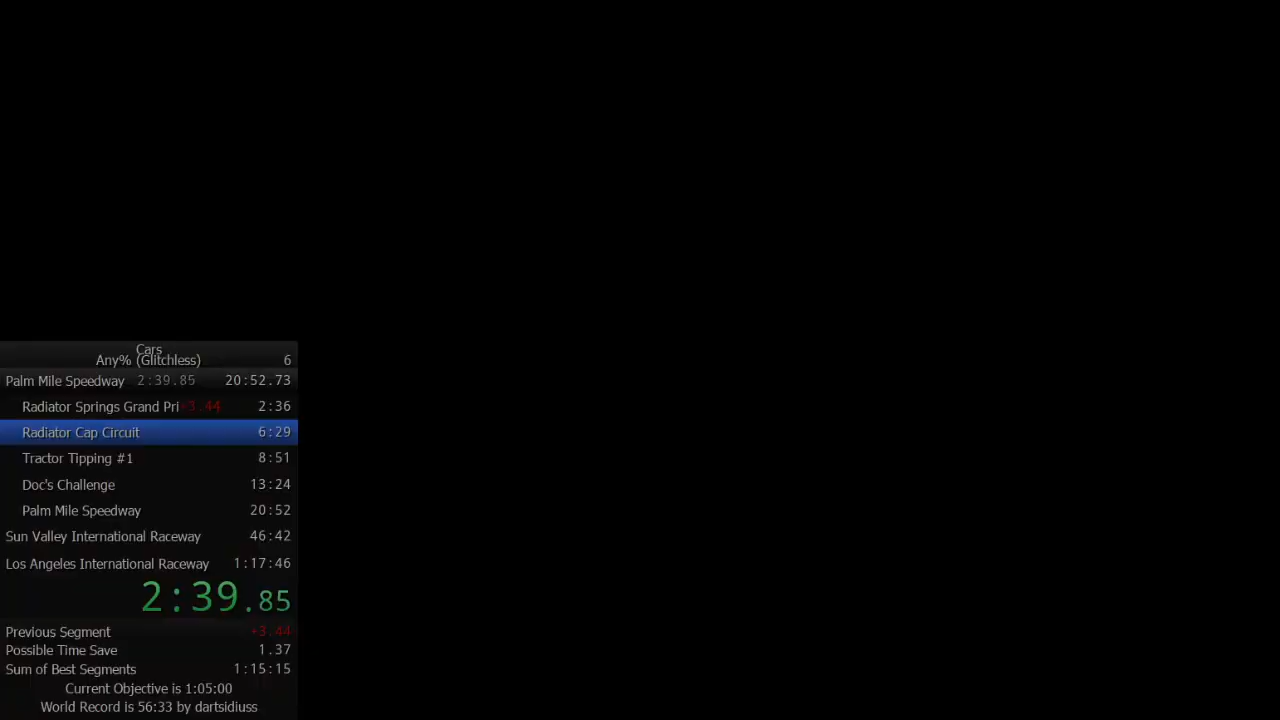 Cars
Any% (Glitchless) 6
Palm Mile Speedway 2:39.85 20:52.73
Radiator Springs Grand Pri +3.44 2:36
Radiator Cap Circuit 6:29
Tractor Tipping #1 8:51
Doc's Challenge 13:24
Palm Mile Speedway 20:52
Sun Valley International Raceway 46:42
Los Angeles International Raceway 1:17:46
2:39.85
Previous Segment +3.44
Possible Time Save 1.37
Sum of Best Segments 1:15:15
Current Objective is 1:05:00
World Record is 56:33 by dartsidiuss